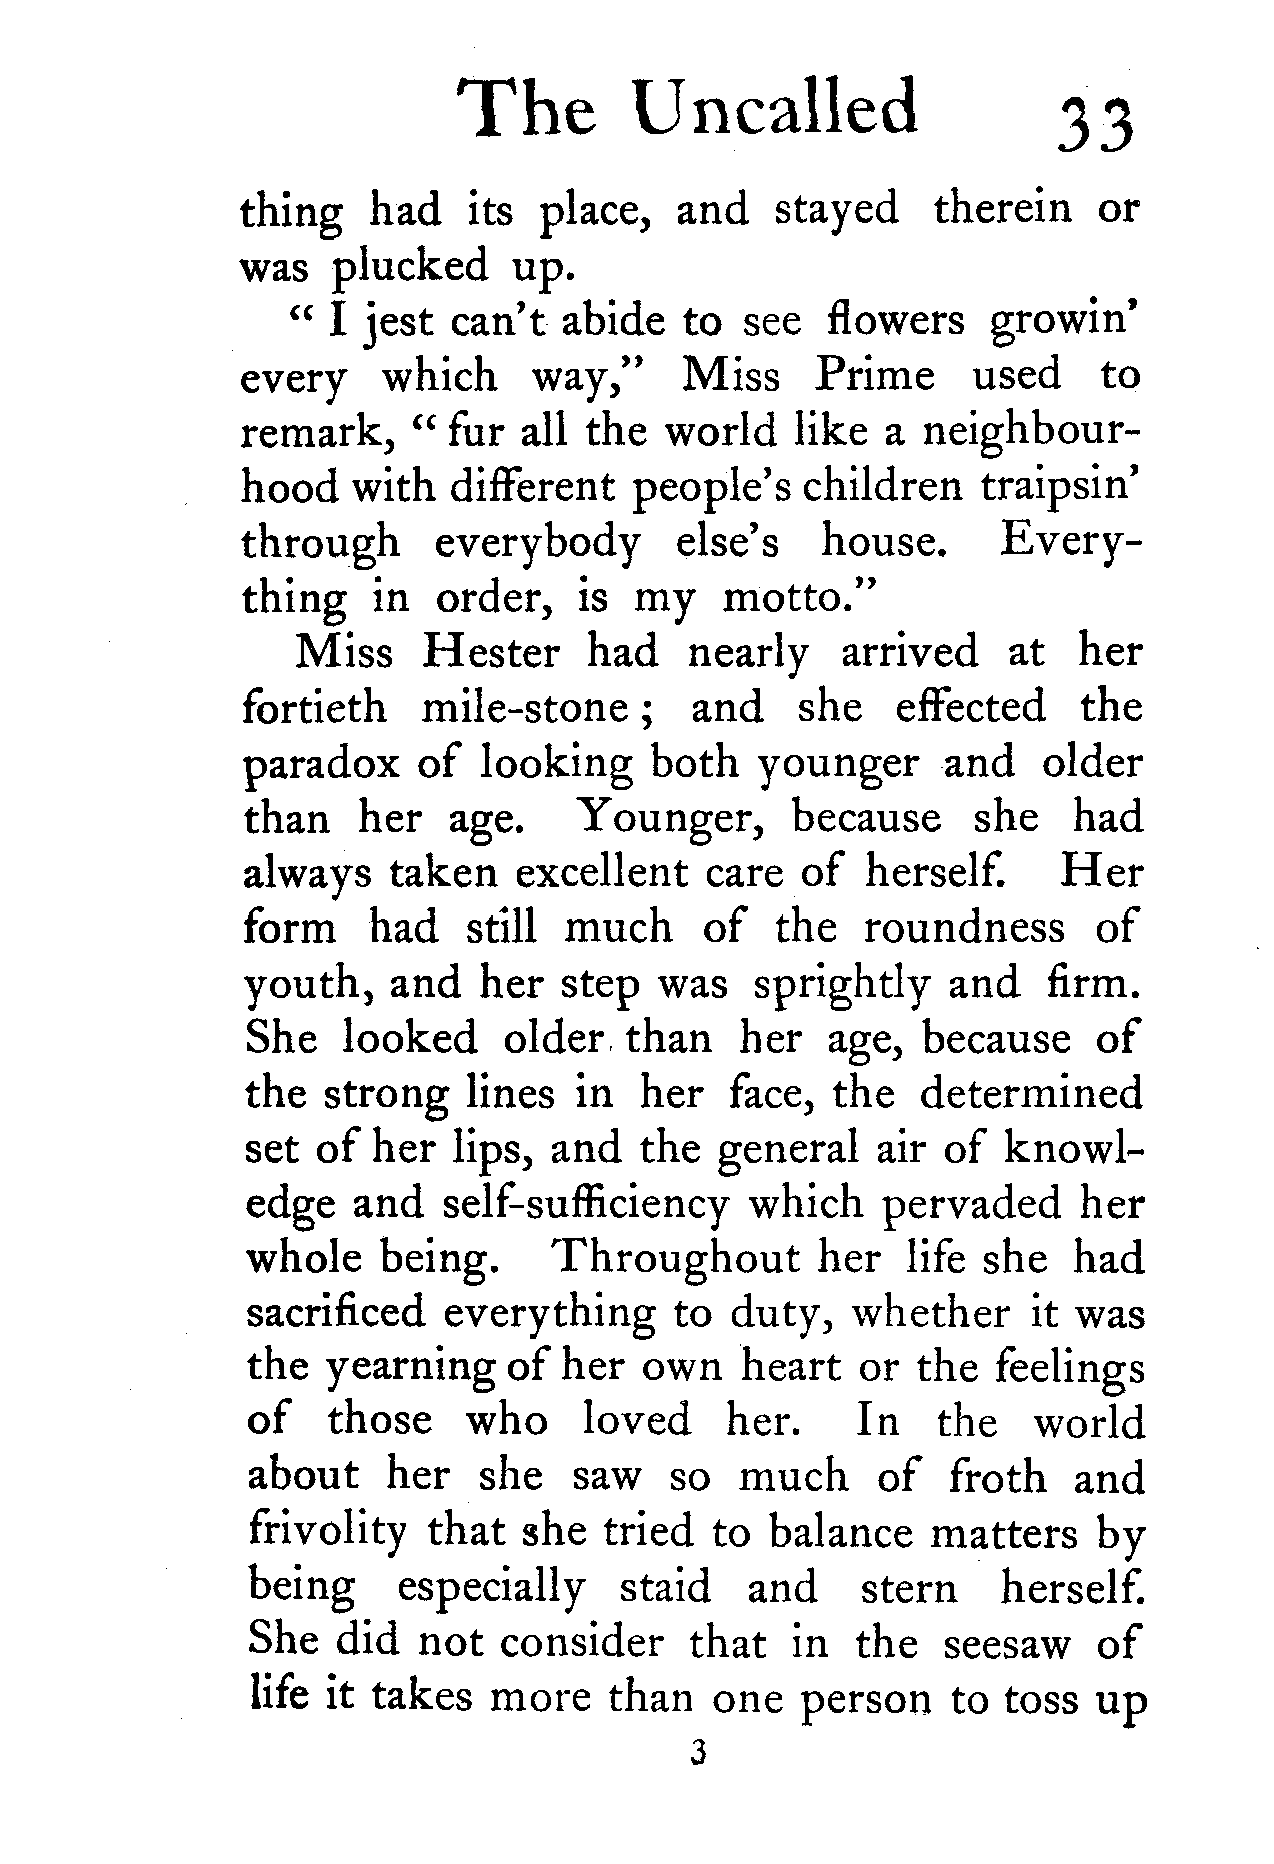 The Uncalled 33
thing had its place, and stayed therein or
was plucked up.
“ I jest can’t abide to see flowers growin’
every which way,” Miss Prime used to
remark, “ fur all the world like a neighbour-
hood with different people’s children traipsin’
through everybody else’s house. Every-
thing in order, is my motto.”
Miss Hester had nearly arrived at her
fortieth mile-stone ; and she effected the
paradox of looking both younger and older
than her age. Younger, because she had
always taken excellent care of herself. Her
form had still much of the roundness of
youth, and her step was sprightly and firm.
She looked older than her age, because of
the strong lines in her face, the determined
set of her lips, and the general air of knowl-
edge and self-sufficiency which pervaded her
whole being. Throughout her life she had
sacrificed everything to duty, whether it was
the yearning of her own heart or the feelings
of those who loved her. In the world
about her she saw so much of froth and
frivolity that she tried to balance matters by
being especially staid and stern herself.
She did not consider that in the seesaw of
life it takes more than one person to toss up
3